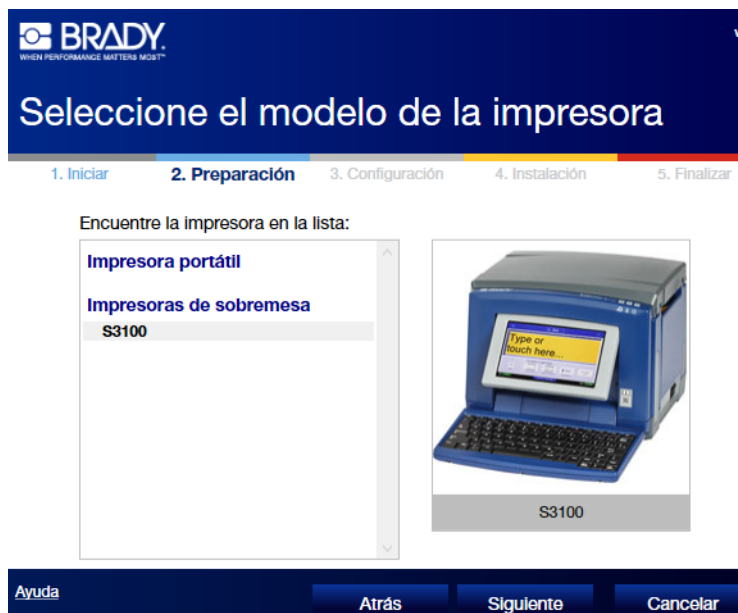 BRADY.
WHEN PERFORMANCE MATTERS MOST™
Seleccione el modelo de la impresora
1. Iniciar 2. Preparación 3. Configuración 4. Instalación 5. Finalizar
Encuentre la impresora en la lista:
Impresora portátil
Impresoras de sobremesa
S3100
Type or
touch here...
S3100
Ayuda
Atrás Siguiente Cancelar